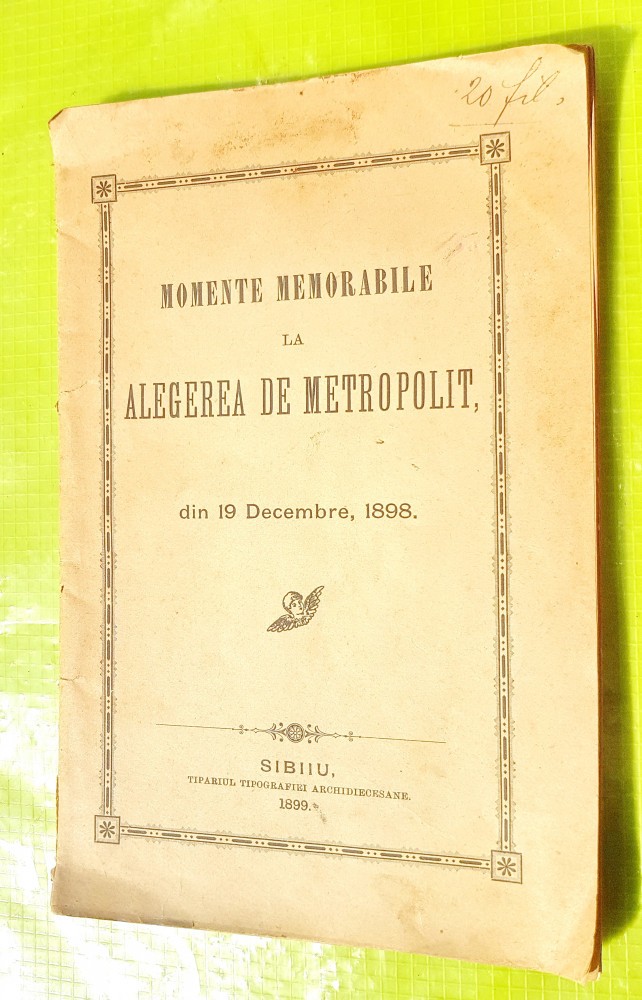 20 fil.
MOMENTE MEMORABILE
LA
ALEGEREA DE METROPOLIT,
din 19 Decembre, 1898.
SIBIIU,
TIPARIUL TIPOGRAFIEI ARCHIDIECESANE.
1899.